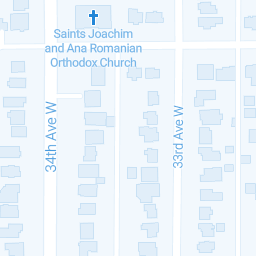 Saints Joachim
and Ana Romanian
Orthodox Church
34th Ave W
33rd Ave W